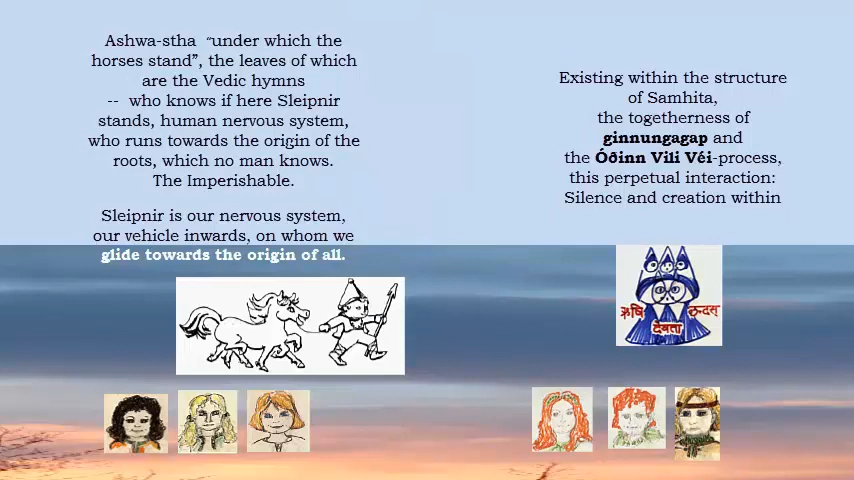 Ashwa-stha “under which the
horses stand”, the leaves of which
are the Vedic hymns
-- who knows if here Sleipnir
stands, human nervous system,
who runs towards the origin of the
roots, which no man knows.
The Imperishable.
Sleipnir is our nervous system,
our vehicle inwards, on whom we
glide towards the origin of all.
Existing within the structure
of Samhita,
the togetherness of
ginnungagap and
the Óðinn Vili Véi-process,
this perpetual interaction:
Silence and creation within
ऋषि छन्दस्
देवता